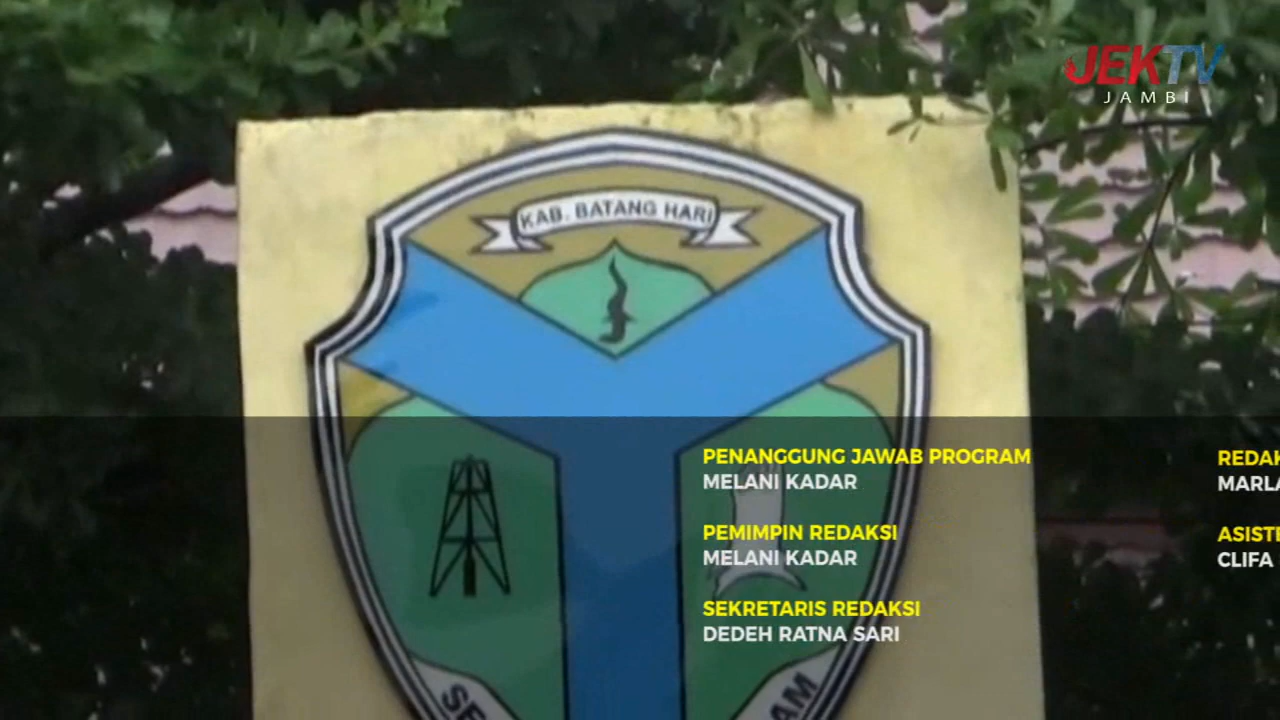 JEKTV
JAMBI
KAB. BATANG HARI
PENANGGUNG JAWAB PROGRAM
MELANI KADAR
PEMIMPIN REDAKSI
MELANI KADAR
SEKRETARIS REDAKSI
DEDEH RATNA SARI
CLIFA